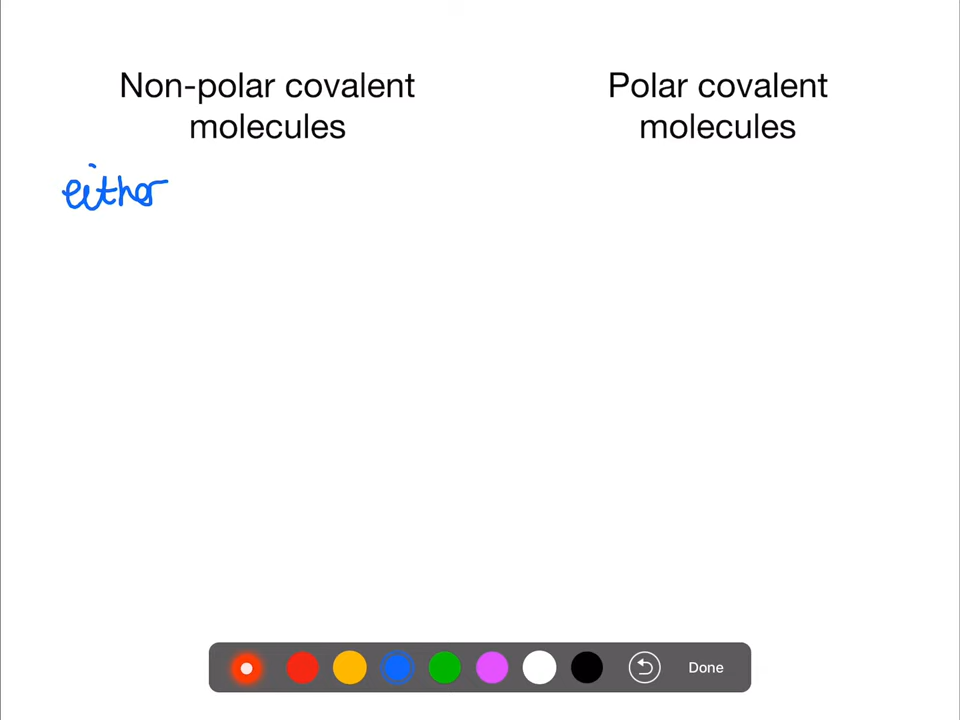 Non-polar covalent
molecules
Polar covalent
molecules
either
Done